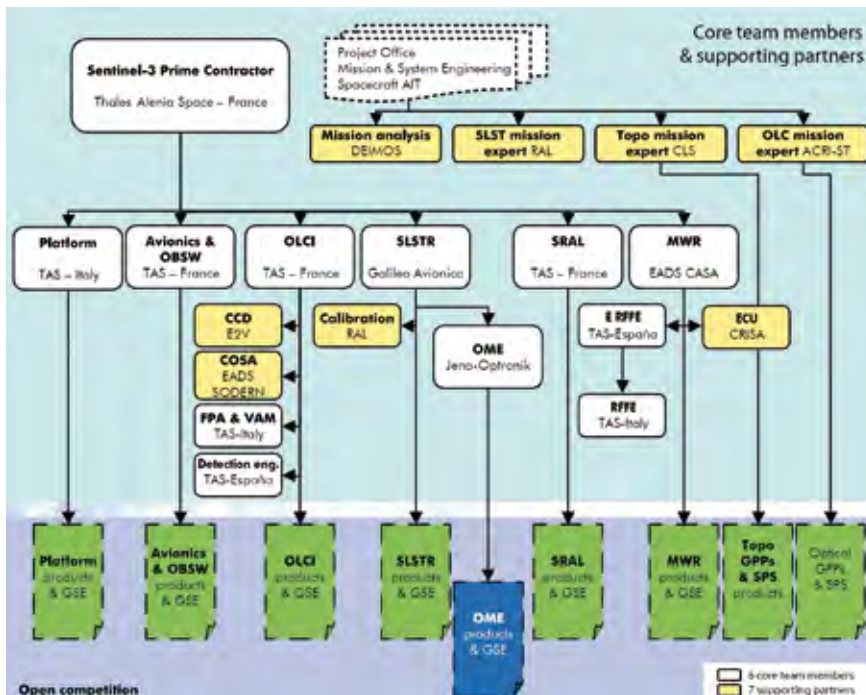 Core team members
& supporting partners
Project Office
Mission & System Engineering
Spacecraft AIT
Sentinel-3 Prime Contractor
Thales Alenia Space – France
Mission analysis
DEIMOS
SLST mission
expert RAL
Topo mission
expert CLS
OLC mission
expert ACRI-ST
Platform
TAS – Italy
Avionics &
OBSW
TAS – France
OLCI
TAS – France
SLSTR
Galileo Avionica
SRAL
TAS – France
MWR
EADS CASA
CCD
E2V
Calibration
RAL
E RFFE
TAS-España
ECU
CRISA
COSA
EADS
SODERN
OME
Jena-Optronik
FPA & VAM
TAS-Italy
RFFE
TAS-Italy
Detection eng.
TAS-España
Platform
products
& GSE
Avionics
& OBSW
products
& GSE
OLCI
products
& GSE
SLSTR
products
& GSE
OME
products
& GSE
SRAL
products
& GSE
MWR
products
& GSE
Topo
GPPs
& SPS
products
Optical
GPPs
& SPS
Open competition
6 core team members
7 supporting partners